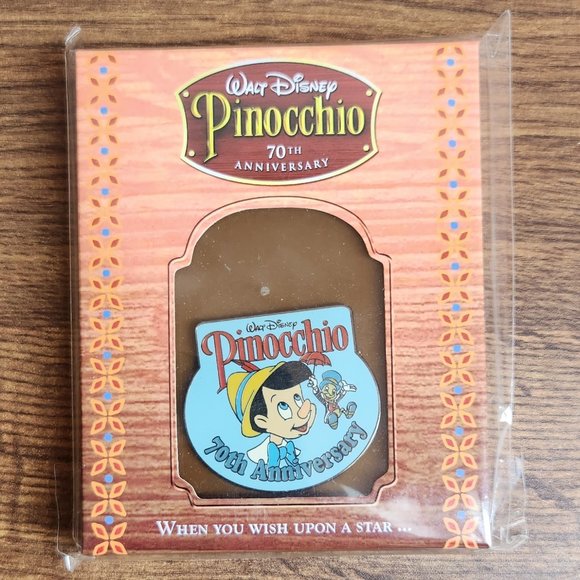 WALT DISNEY
Pinocchio
70TH
ANNIVERSARY
WALT DISNEY
Pinocchio
70th Anniversary
WHEN YOU WISH UPON A STAR ...